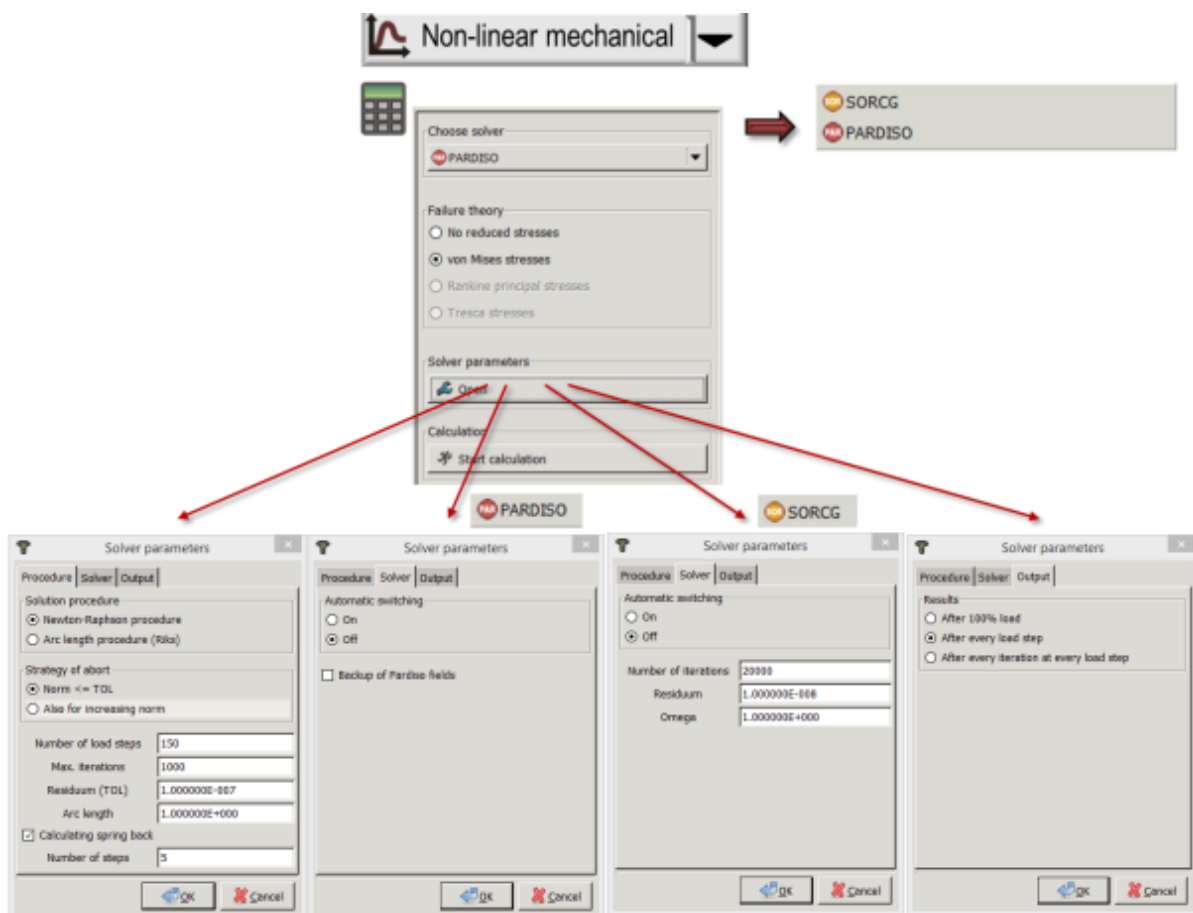 Non-linear mechanical
SORCG
PARDISO
Choose solver
PARDISO
Failure theory
No reduced stresses
von Mises stresses
Rankine principal stresses
Tresca stresses
Solver parameters
Open
Calculation
Start calculation
PARDISO
SORCG
Solver parameters
Procedure Solver Output
Solution procedure
Newton-Raphson procedure
Arc length procedure (Riks)
Strategy of abort
Norm <= TOL
Also for increasing norm
Number of load steps 150
Max. iterations 1000
Residuum (TOL) 1.000000E-007
Arc length 1.000000E+000
Calculating spring back
Number of steps 5
OK Cancel
Solver parameters
Procedure Solver Output
Automatic switching
On
Off
Backup of Pardiso fields
OK Cancel
Solver parameters
Procedure Solver Output
Automatic switching
On
Off
Number of iterations 20000
Residuum 1.000000E-008
Omega 1.000000E+000
OK Cancel
Solver parameters
Procedure Solver Output
Results
After 100% load
After every load step
After every iteration at every load step
OK Cancel